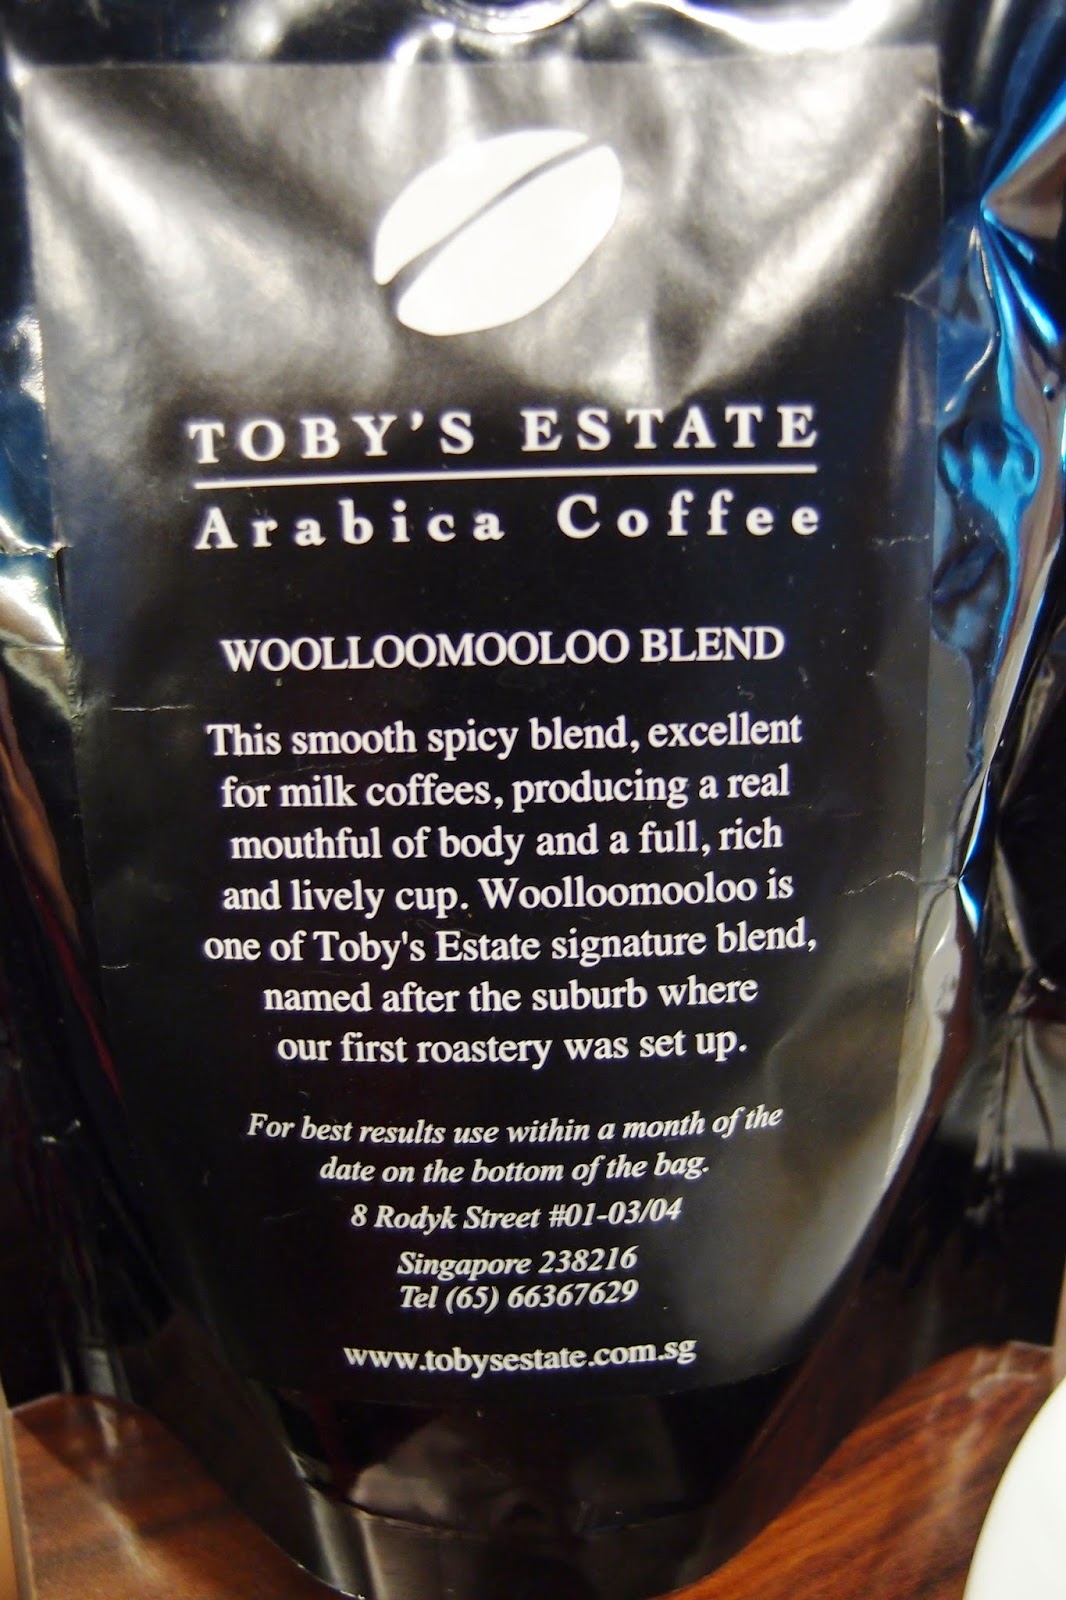 TOBY'S ESTATE
Arabica Coffee
WOOLLOOMOOLOO BLEND
This smooth spicy blend, excellent
for milk coffees, producing a real
mouthful of body and a full, rich
and lively cup. Woolloomooloo is
one of Toby's Estate signature blend,
named after the suburb where
our first roastery was set up.
For best results use within a month of the
date on the bottom of the bag.
8 Rodyk Street #01-03/04
Singapore 238216
Tel (65) 66367629
www.tobysestate.com.sg